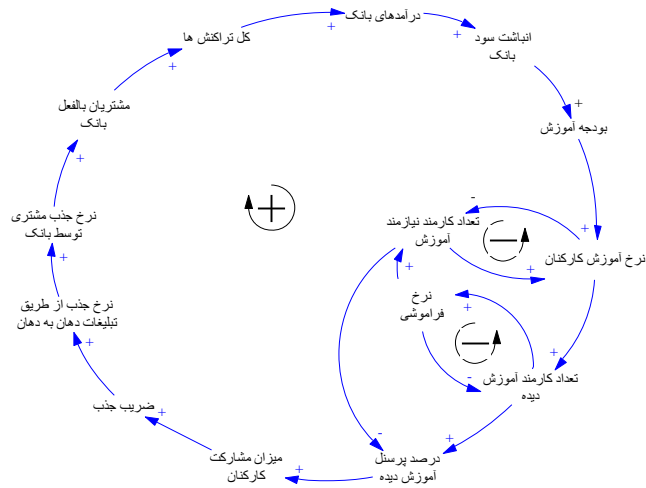 درآمدهای بانک
انباشت سود
بانک
کل تراکنش ها
مشتریان بالفعل
بانک
بودجه آموزش
نرخ جذب مشتری
توسط بانک
تعداد کارمند نیازمند
آموزش
نرخ آموزش کارکنان
نرخ
فراموشی
نرخ جذب از طریق
تبلیغات دهان به دهان
تعداد کارمند آموزش
دیده
ضریب جذب
میزان مشارکت
کارکنان
درصد پرسنل
آموزش دیده